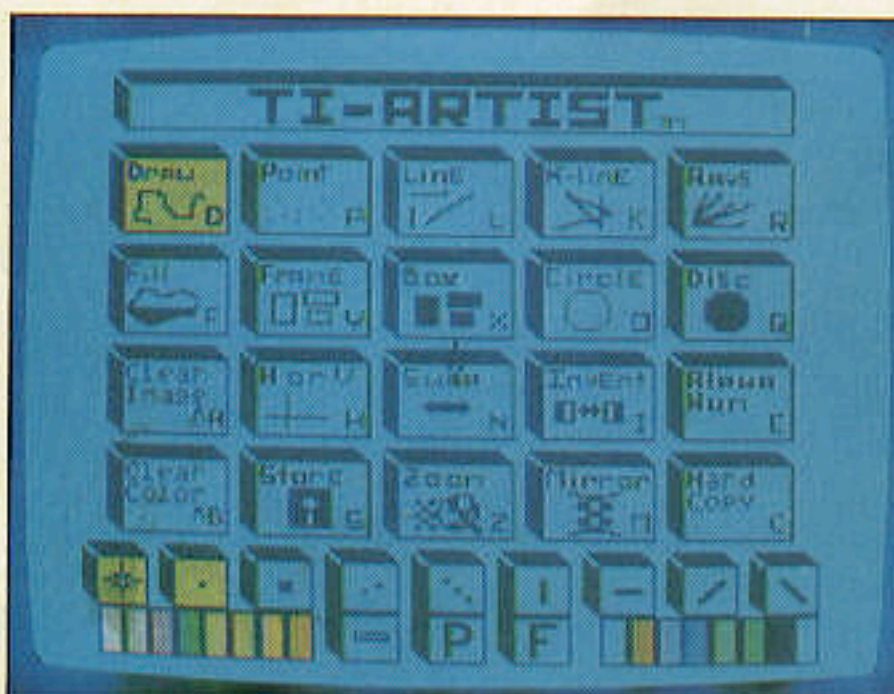 TI-ARTIST
Draw D
Point P
Line L
K-line K
Rays R
Fill F
Frame V
Box X
Circle O
Disc Q
Clear Image ^A
H or V H
N
Invert I
E
Clear Color ^B
Store S
Zoom Z
Mirror M
Hard Copy C
P F